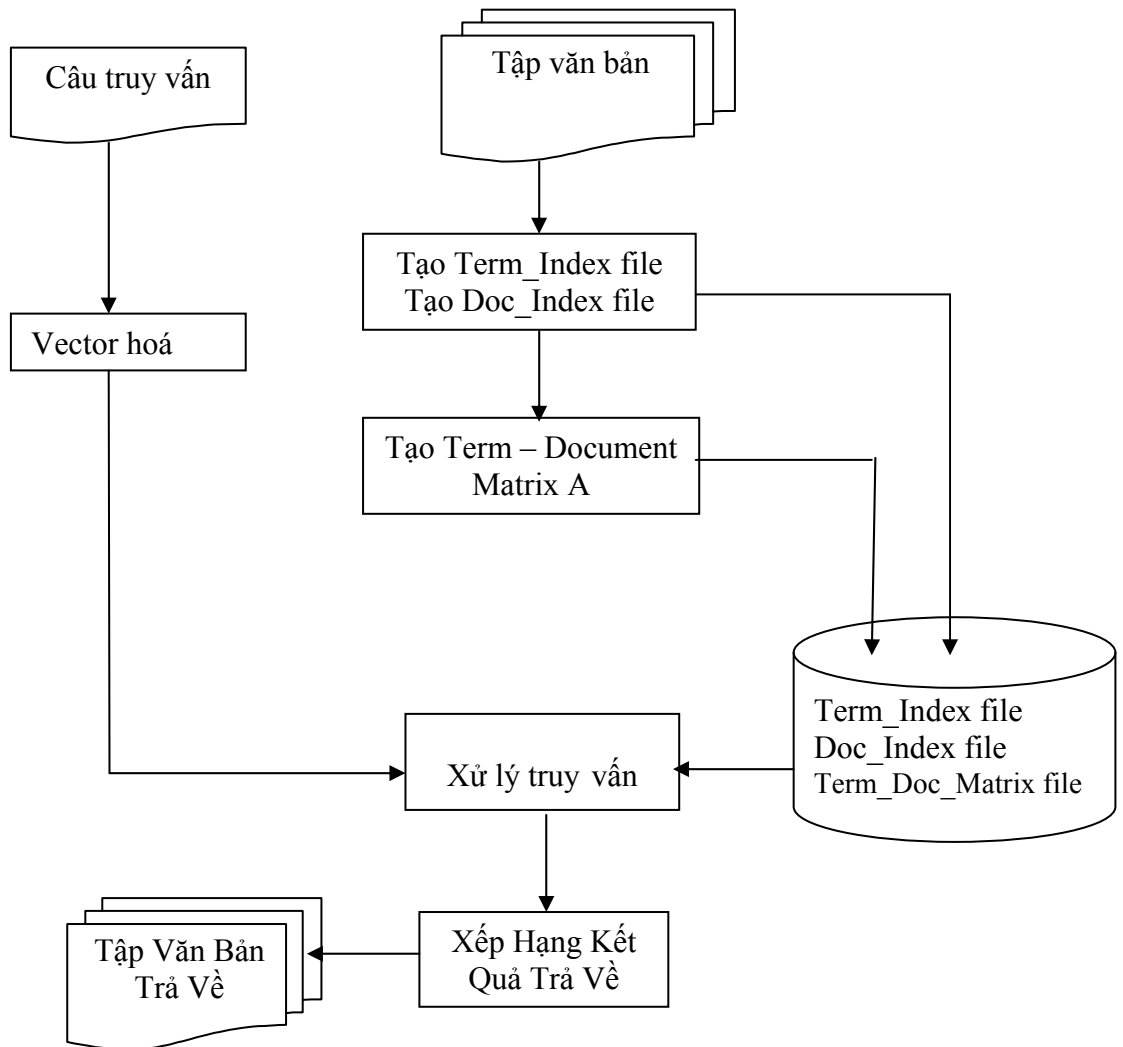 Câu truy vấn
Tập văn bản
Tạo Term_Index file
Tạo Doc_Index file
Vector hoá
Tạo Term – Document
Matrix A
Term_Index file
Doc_Index file
Term_Doc_Matrix file
Xử lý truy vấn
Xếp Hạng Kết
Quả Trả Về
Tập Văn Bản
Trả Về